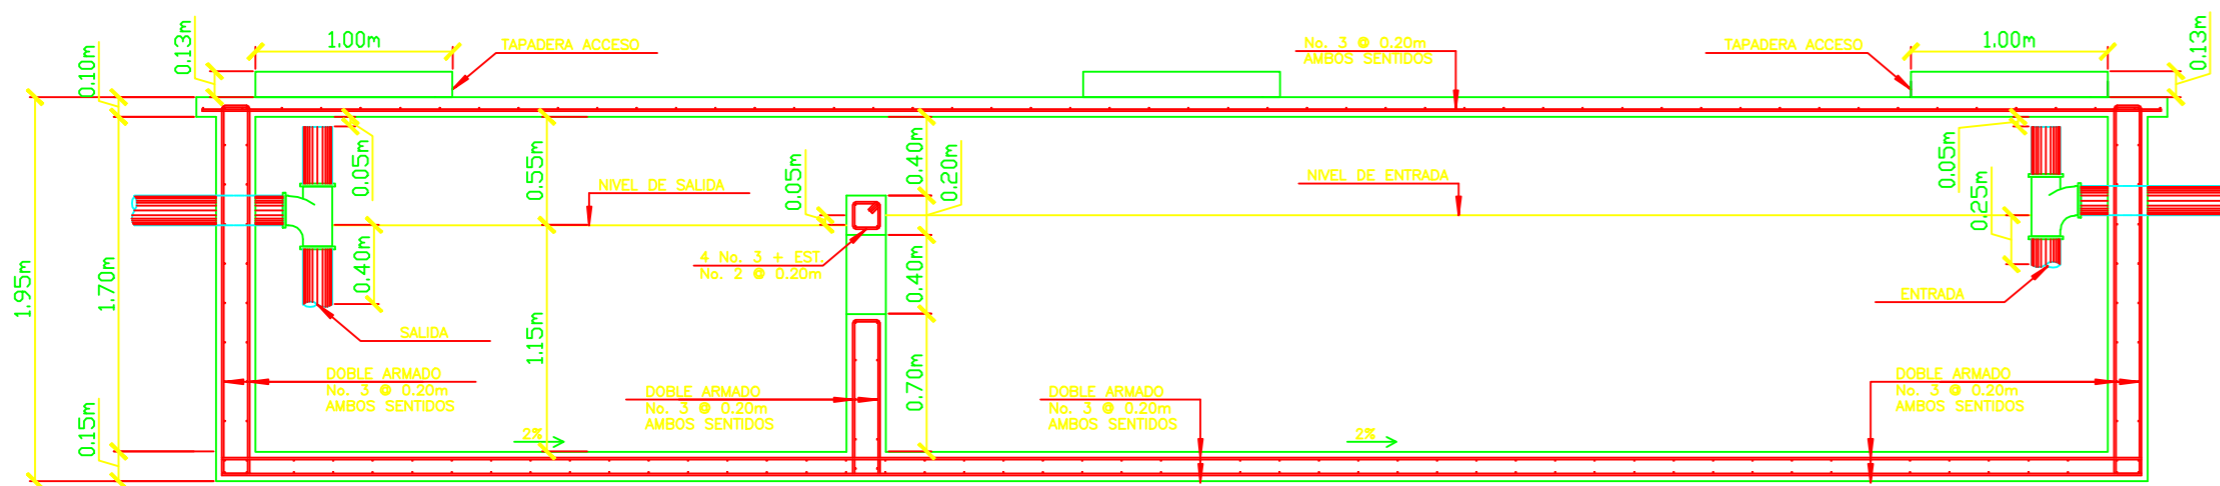 0.10m
0.13m
1.00m
TAPADERA ACCESO
No. 3 @ 0.20m
AMBOS SENTIDOS
TAPADERA ACCESO
1.00m
0.13m
1.95m
1.70m
0.15m
0.05m
0.40m
0.55m
1.15m
NIVEL DE SALIDA
0.05m
0.40m
0.20m
0.40m
0.70m
NIVEL DE ENTRADA
0.05m
0.25m
4 No. 3 + EST.
No. 2 @ 0.20m
ENTRADA
SALIDA
DOBLE ARMADO
No. 3 @ 0.20m
AMBOS SENTIDOS
DOBLE ARMADO
No. 3 @ 0.20m
AMBOS SENTIDOS
DOBLE ARMADO
No. 3 @ 0.20m
AMBOS SENTIDOS
DOBLE ARMADO
No. 3 @ 0.20m
AMBOS SENTIDOS
2%
2%